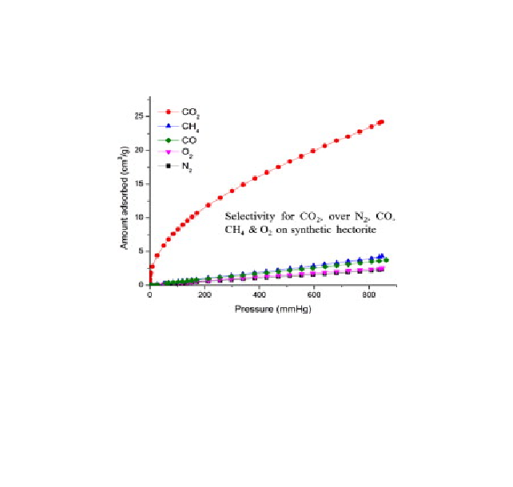 CO2
CH4
CO
O2
N2
25
20
15
10
5
0
Amount adsorbed (cm3/g)
Selectivity for CO2, over N2, CO,
CH4 & O2 on synthetic hectorite
0
200
400
600
800
Pressure (mmHg)